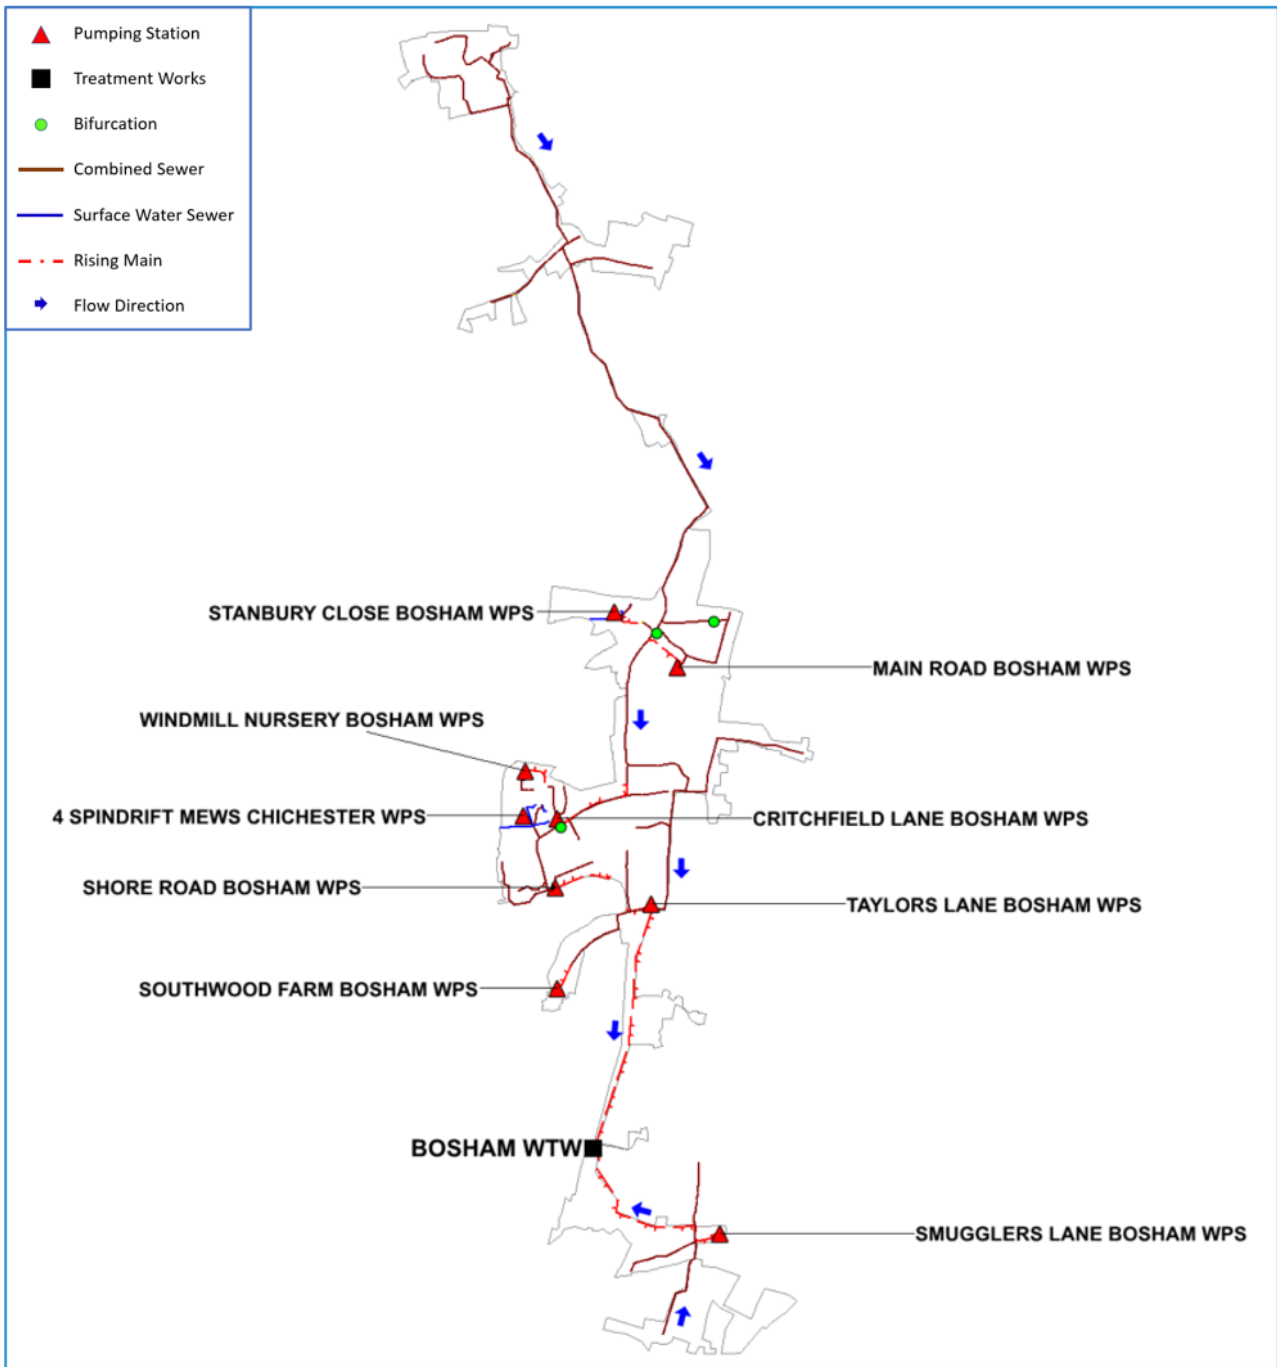 Pumping Station
Treatment Works
Bifurcation
Combined Sewer
Surface Water Sewer
Rising Main
Flow Direction
STANBURY CLOSE BOSHAM WPS
MAIN ROAD BOSHAM WPS
WINDMILL NURSERY BOSHAM WPS
4 SPINDRIFT MEWS CHICHESTER WPS
CRITCHFIELD LANE BOSHAM WPS
SHORE ROAD BOSHAM WPS
TAYLORS LANE BOSHAM WPS
SOUTHWOOD FARM BOSHAM WPS
BOSHAM WTW
SMUGGLERS LANE BOSHAM WPS